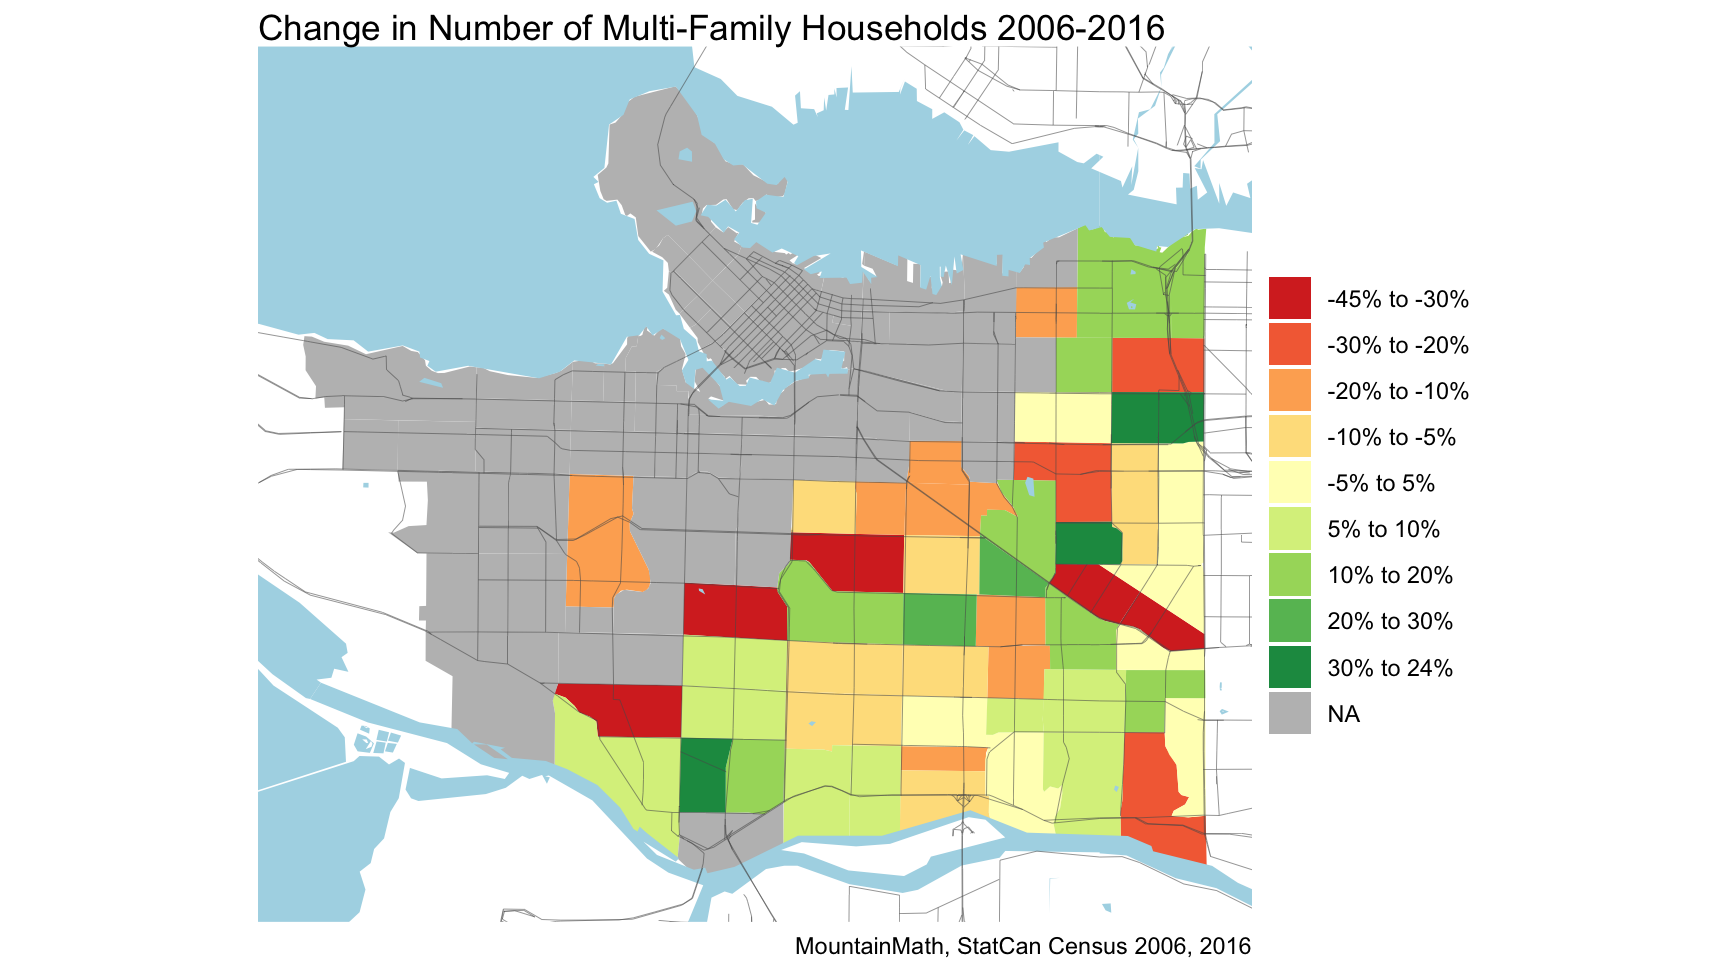 Change in Number of Multi-Family Households 2006-2016
-45% to -30%
-30% to -20%
-20% to -10%
-10% to -5%
-5% to 5%
5% to 10%
10% to 20%
20% to 30%
30% to 24%
NA
MountainMath, StatCan Census 2006, 2016